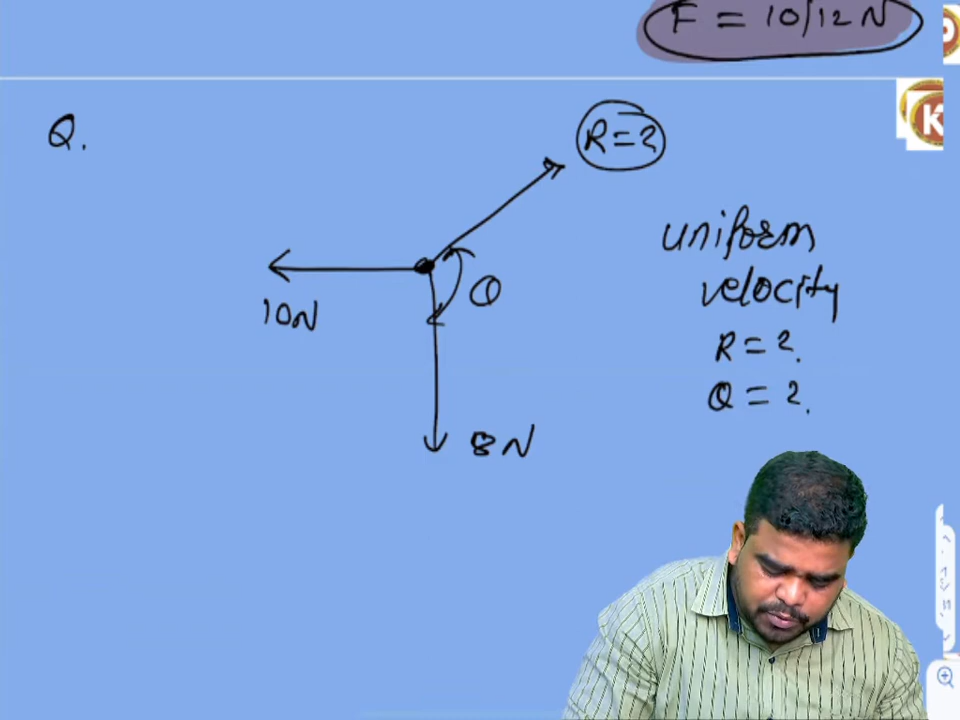 F = 10√2 N
Q.
R=?
10N
θ
8N
uniform
velocity
R = ?
θ = ?
K